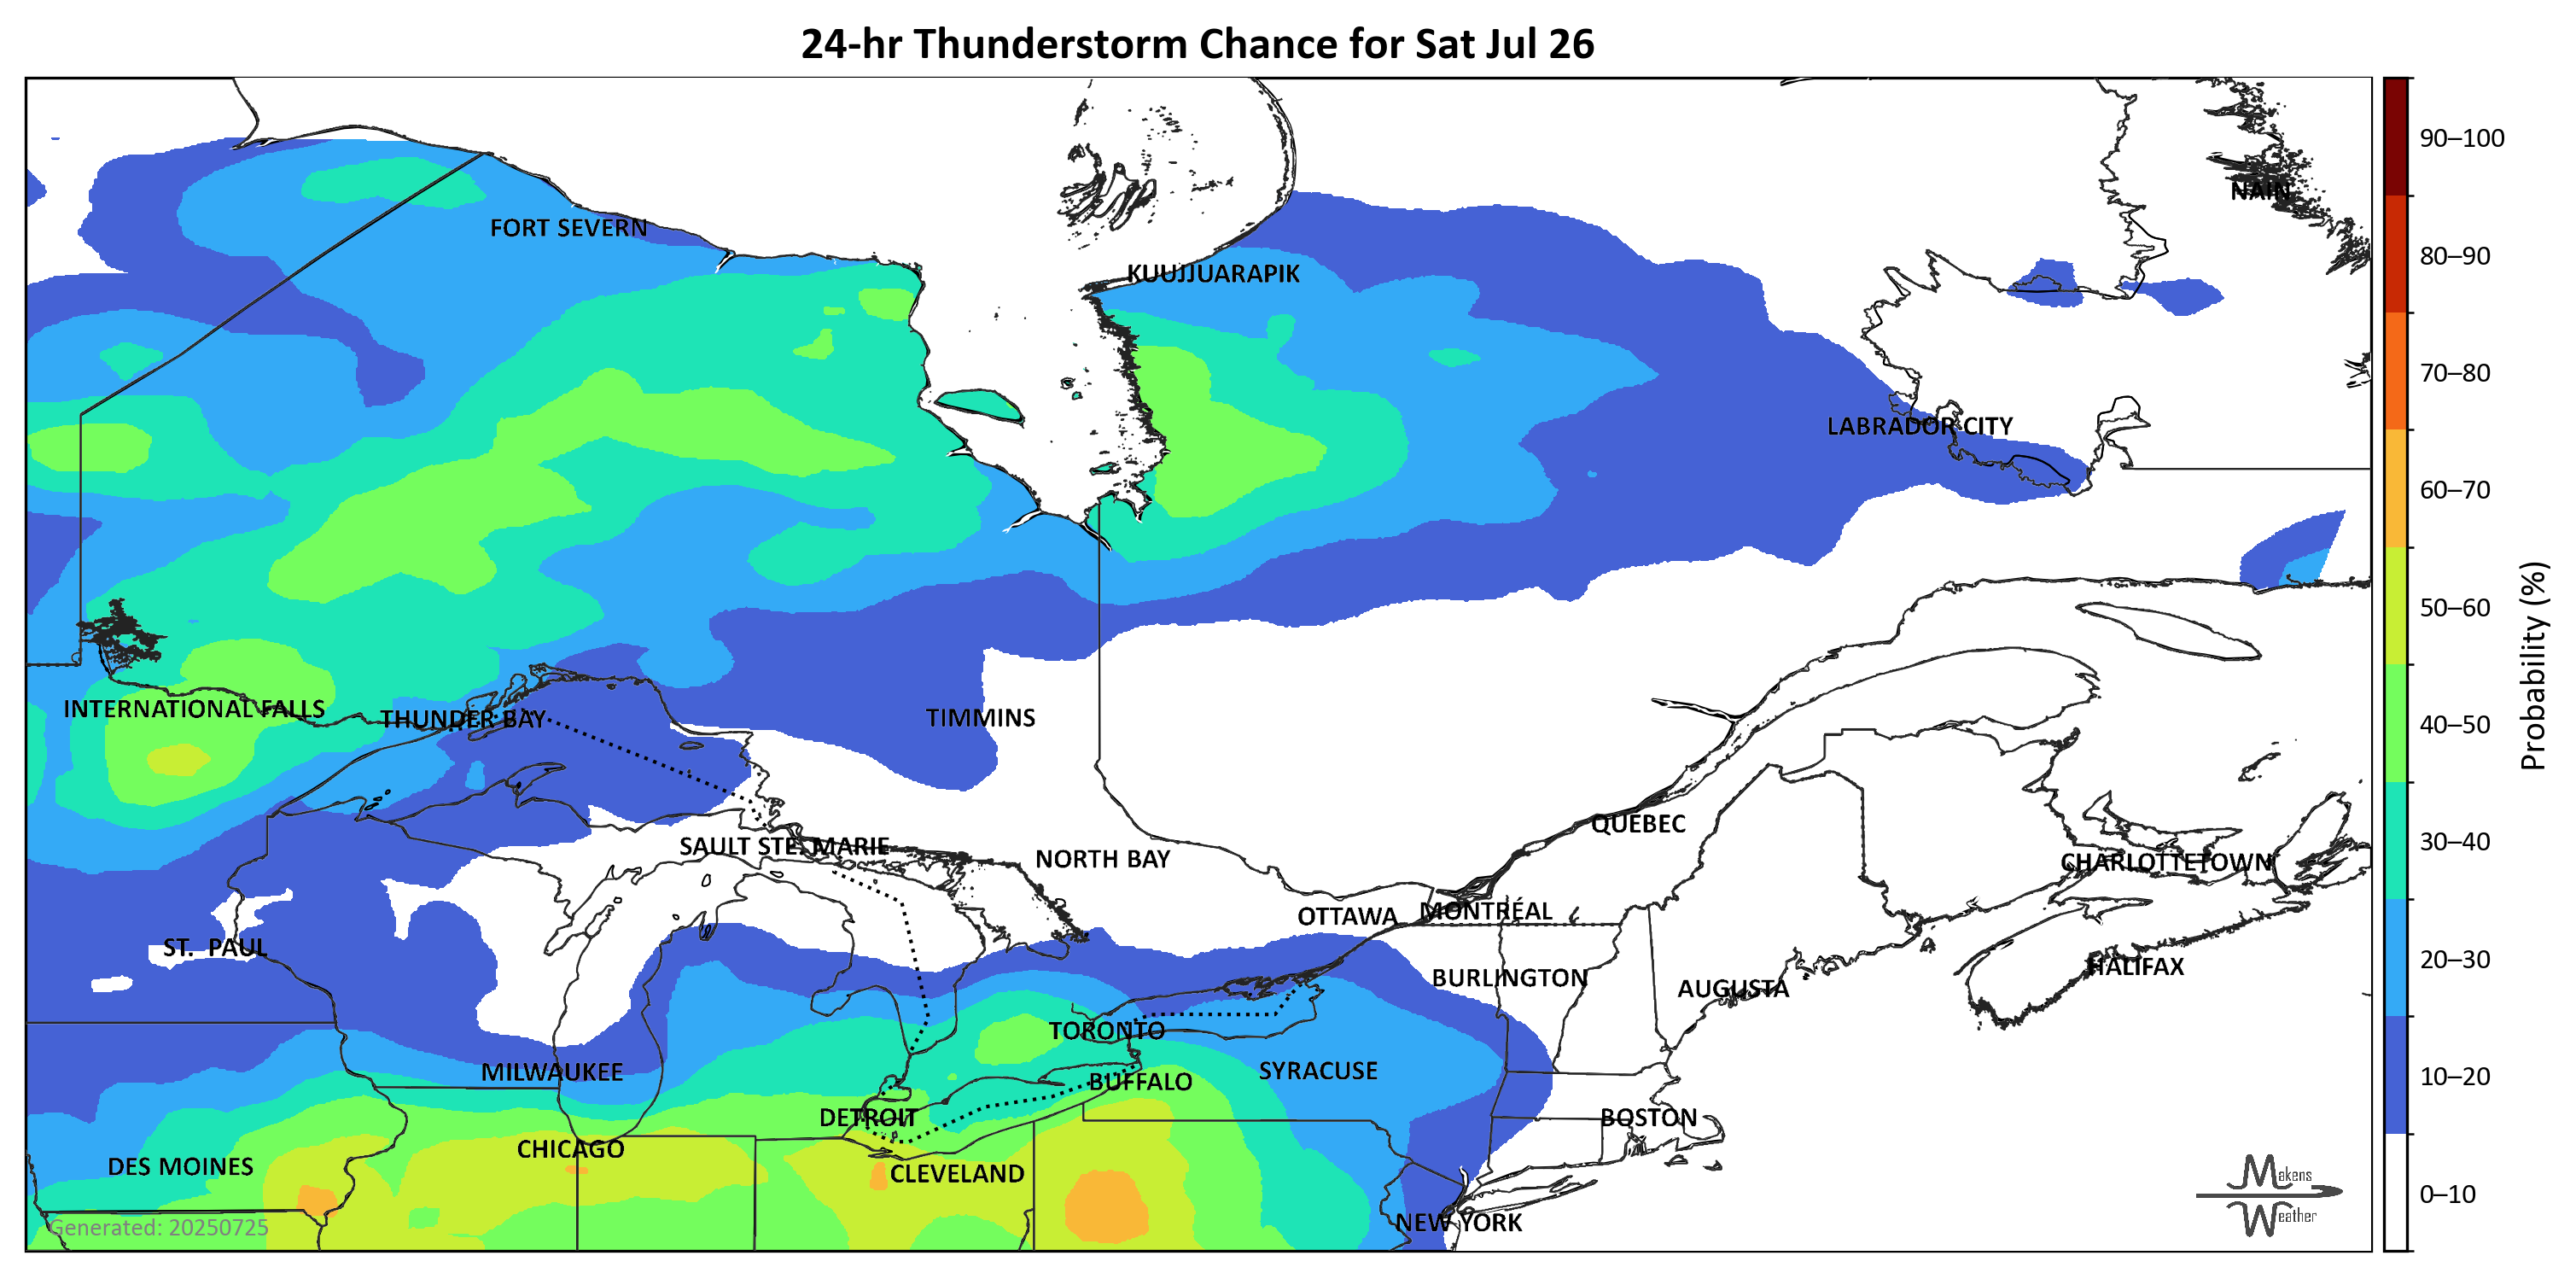 24-hr Thunderstorm Chance for Sat Jul 26
90–100
NAIN
FORT SEVERN
80–90
KUUJJUARAPIK
70–80
LABRADOR CITY
60–70
50–60
Probability (%)
INTERNATIONAL FALLS
THUNDER BAY
TIMMINS
40–50
QUEBEC
SAULT STE. MARIE
NORTH BAY
CHARLOTTETOWN
30–40
OTTAWA
MONTRÉAL
ST. PAUL
BURLINGTON
HALIFAX
20–30
AUGUSTA
TORONTO
MILWAUKEE
SYRACUSE
BUFFALO
10–20
DETROIT
BOSTON
CHICAGO
DES MOINES
CLEVELAND
Makens
Weather
0–10
NEW YORK
Generated: 20250725